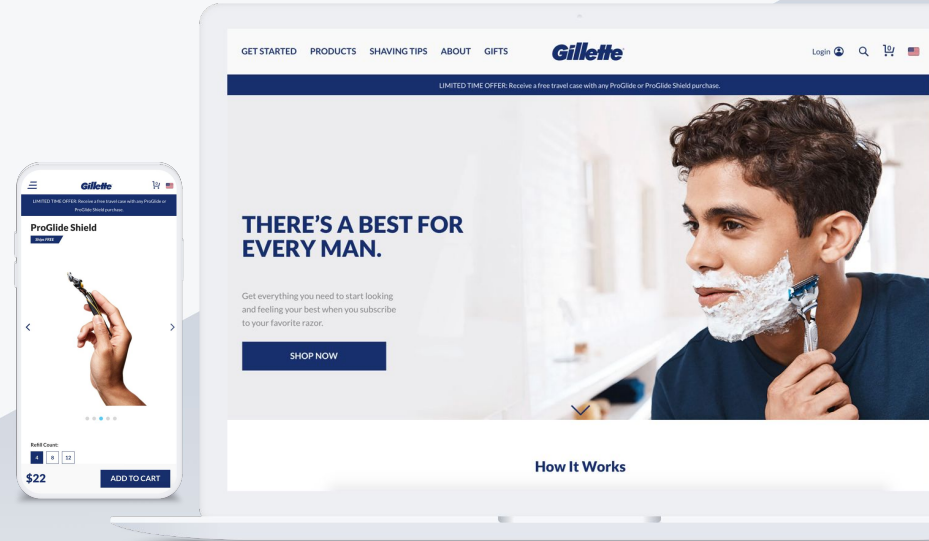 GET STARTED PRODUCTS SHAVING TIPS ABOUT GIFTS Gillette Login 0
LIMITED TIME OFFER: Receive a free travel case with any ProGlide or ProGlide Shield purchase.
THERE'S A BEST FOR
EVERY MAN.
Get everything you need to start looking
and feeling your best when you subscribe
to your favorite razor.
SHOP NOW
How It Works
Gillette
LIMITED TIME OFFER: Receive a free travel case with any ProGlide or
ProGlide Shield purchase.
ProGlide Shield
Ships FREE
Refill Count:
4 8 12
$22 ADD TO CART